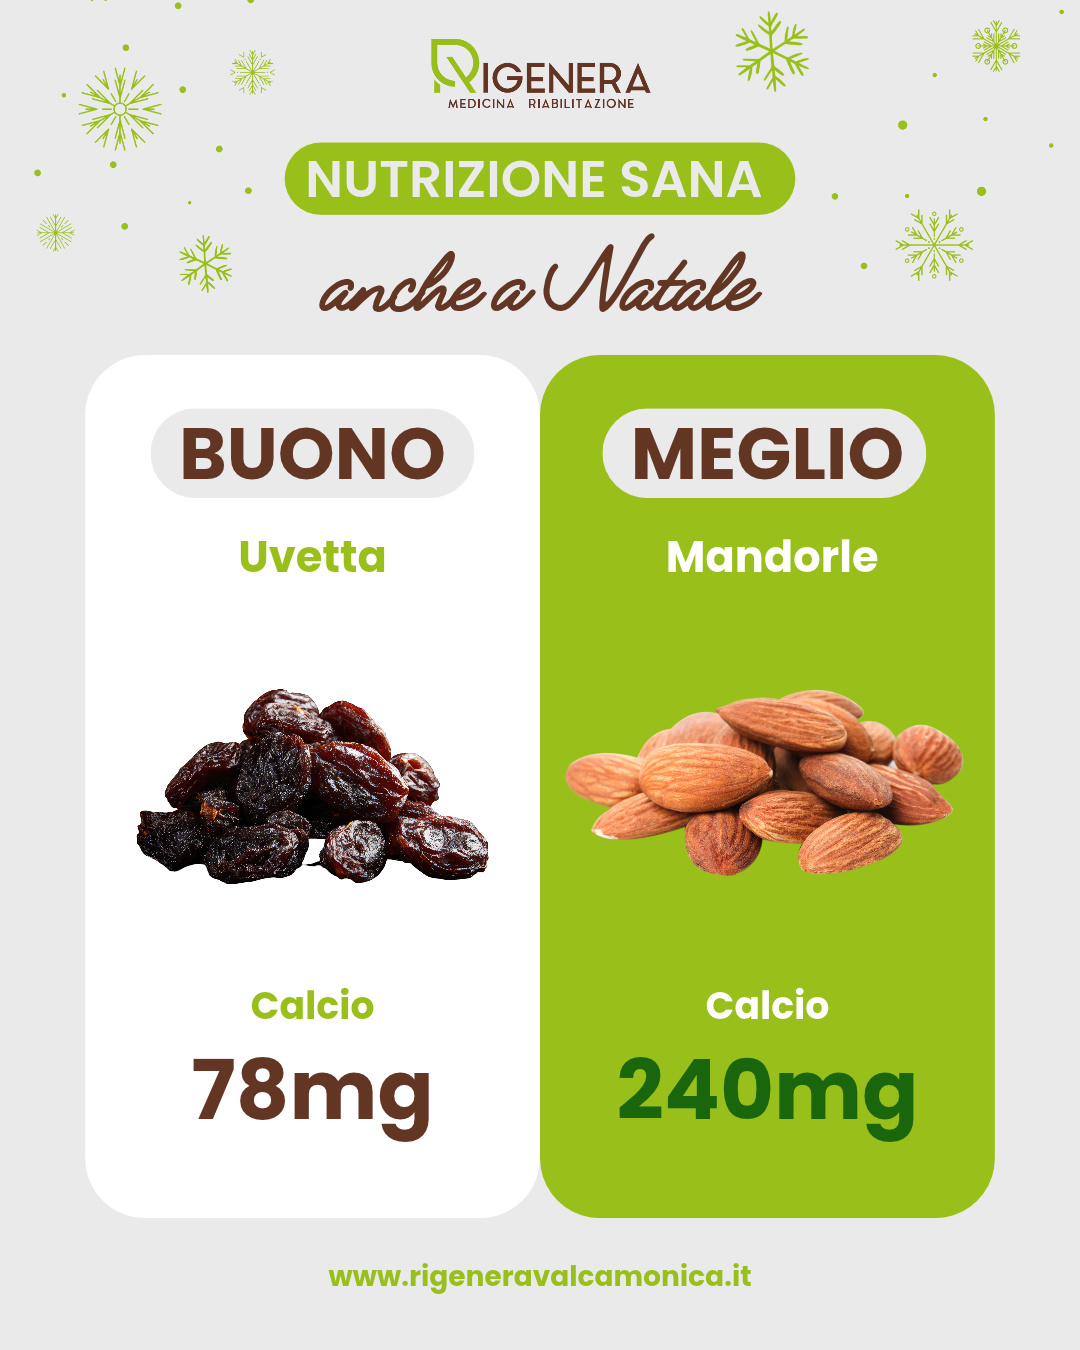 RIGENERA
MEDICINA RIABILITAZIONE
NUTRIZIONE SANA
anche a Natale
BUONO
Uvetta
Calcio
78mg
MEGLIO
Mandorle
Calcio
240mg
www.rigeneravalcamonica.it